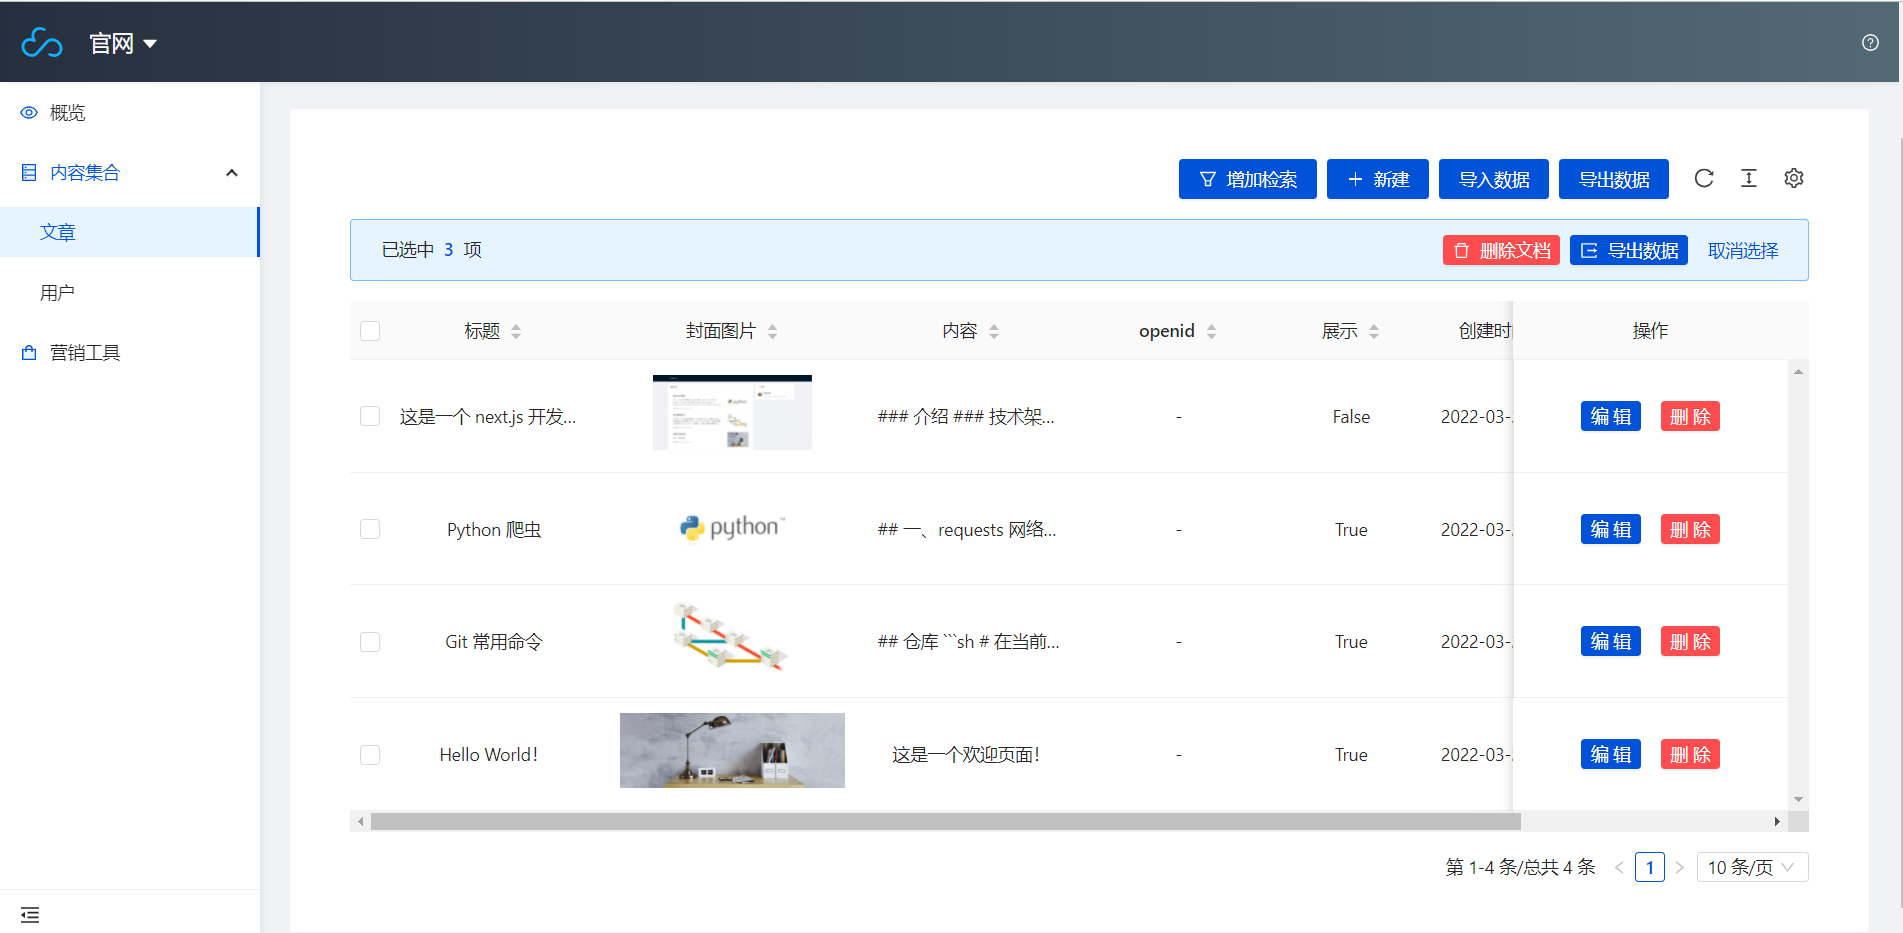 官网
概览
内容集合
文章
用户
营销工具
增加检索
新建
导入数据
导出数据
已选中 3 项
删除文档
导出数据
取消选择
标题 封面图片 内容 openid 展示 创建时 操作
这是一个 next.js 开发... ### 介绍 ### 技术架... - False 2022-03- 编辑 删除
python™
Python 爬虫 ## 一、requests 网络... - True 2022-03- 编辑 删除
Git 常用命令 ## 仓库 ```sh # 在当前... - True 2022-03- 编辑 删除
Hello World！ 这是一个欢迎页面！ - True 2022-03- 编辑 删除
第 1-4 条/总共 4 条 1 10 条/页